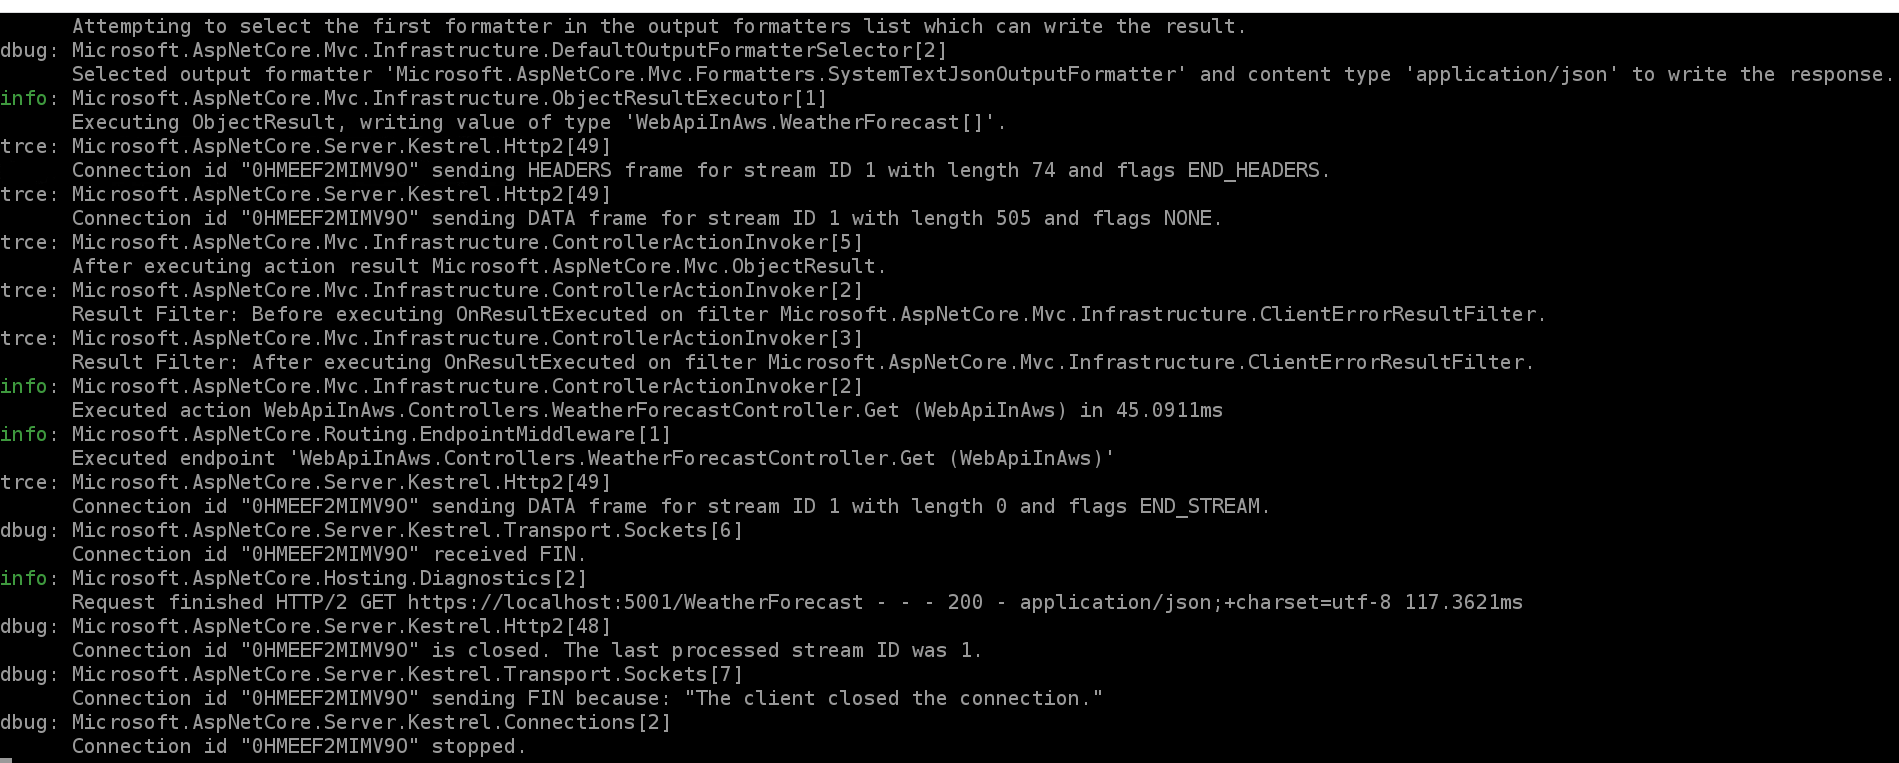 Attempting to select the first formatter in the output formatters list which can write the result.
dbug: Microsoft.AspNetCore.Mvc.Infrastructure.DefaultOutputFormatterSelector[2]
Selected output formatter 'Microsoft.AspNetCore.Mvc.Formatters.SystemTextJsonOutputFormatter' and content type 'application/json' to write the response.
info: Microsoft.AspNetCore.Mvc.Infrastructure.ObjectResultExecutor[1]
Executing ObjectResult, writing value of type 'WebApiInAws.WeatherForecast[]'.
trce: Microsoft.AspNetCore.Server.Kestrel.Http2[49]
Connection id "0HMEEF2MIMV9O" sending HEADERS frame for stream ID 1 with length 74 and flags END_HEADERS.
trce: Microsoft.AspNetCore.Server.Kestrel.Http2[49]
Connection id "0HMEEF2MIMV9O" sending DATA frame for stream ID 1 with length 505 and flags NONE.
trce: Microsoft.AspNetCore.Mvc.Infrastructure.ControllerActionInvoker[5]
After executing action result Microsoft.AspNetCore.Mvc.ObjectResult.
trce: Microsoft.AspNetCore.Mvc.Infrastructure.ControllerActionInvoker[2]
Result Filter: Before executing OnResultExecuted on filter Microsoft.AspNetCore.Mvc.Infrastructure.ClientErrorResultFilter.
trce: Microsoft.AspNetCore.Mvc.Infrastructure.ControllerActionInvoker[3]
Result Filter: After executing OnResultExecuted on filter Microsoft.AspNetCore.Mvc.Infrastructure.ClientErrorResultFilter.
info: Microsoft.AspNetCore.Mvc.Infrastructure.ControllerActionInvoker[2]
Executed action WebApiInAws.Controllers.WeatherForecastController.Get (WebApiInAws) in 45.0911ms
info: Microsoft.AspNetCore.Routing.EndpointMiddleware[1]
Executed endpoint 'WebApiInAws.Controllers.WeatherForecastController.Get (WebApiInAws)'
trce: Microsoft.AspNetCore.Server.Kestrel.Http2[49]
Connection id "0HMEEF2MIMV9O" sending DATA frame for stream ID 1 with length 0 and flags END_STREAM.
dbug: Microsoft.AspNetCore.Server.Kestrel.Transport.Sockets[6]
Connection id "0HMEEF2MIMV9O" received FIN.
info: Microsoft.AspNetCore.Hosting.Diagnostics[2]
Request finished HTTP/2 GET https://localhost:5001/WeatherForecast - - - 200 - application/json;+charset=utf-8 117.3621ms
dbug: Microsoft.AspNetCore.Server.Kestrel.Http2[48]
Connection id "0HMEEF2MIMV9O" is closed. The last processed stream ID was 1.
dbug: Microsoft.AspNetCore.Server.Kestrel.Transport.Sockets[7]
Connection id "0HMEEF2MIMV9O" sending FIN because: "The client closed the connection."
dbug: Microsoft.AspNetCore.Server.Kestrel.Connections[2]
Connection id "0HMEEF2MIMV9O" stopped.